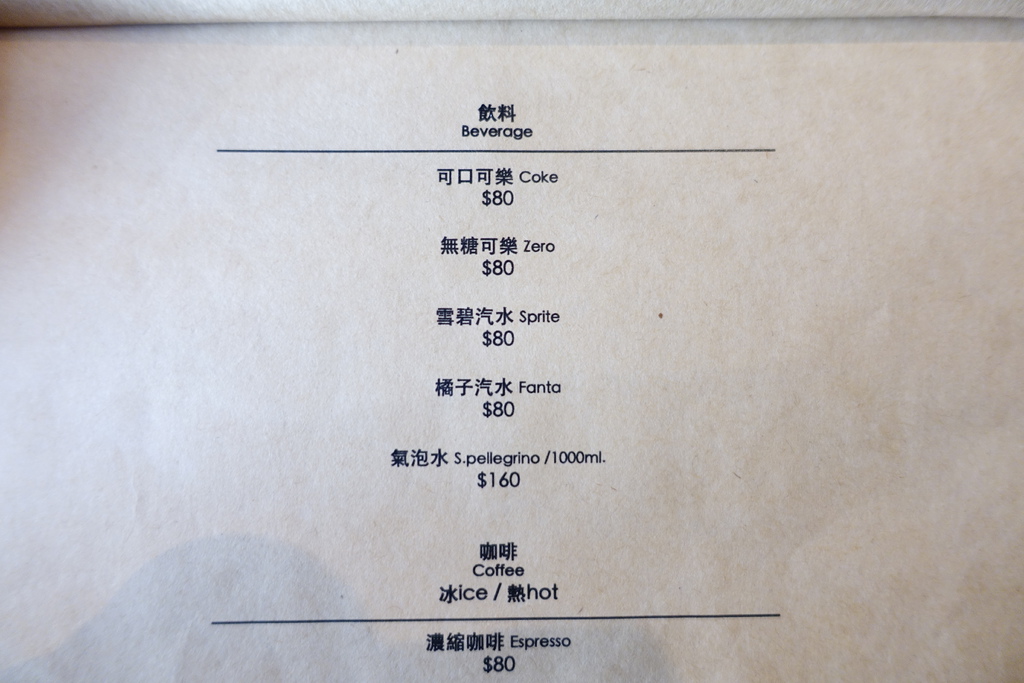 飲料
Beverage
可口可樂 Coke
$80
無糖可樂 Zero
$80
雪碧汽水 Sprite
$80
橘子汽水 Fanta
$80
氣泡水 S.pellegrino /1000ml.
$160
咖啡
Coffee
冰ice / 熱hot
濃縮咖啡 Espresso
$80